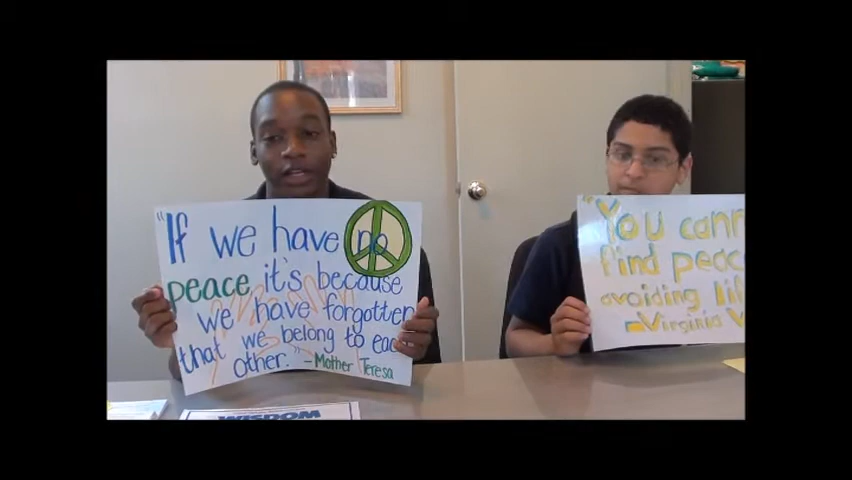 "If we have no
peace it's because
we have forgotten
that we belong to each
other." - Mother Teresa
"You cann
find peac
avoiding lif
- Virginia
WISDOM